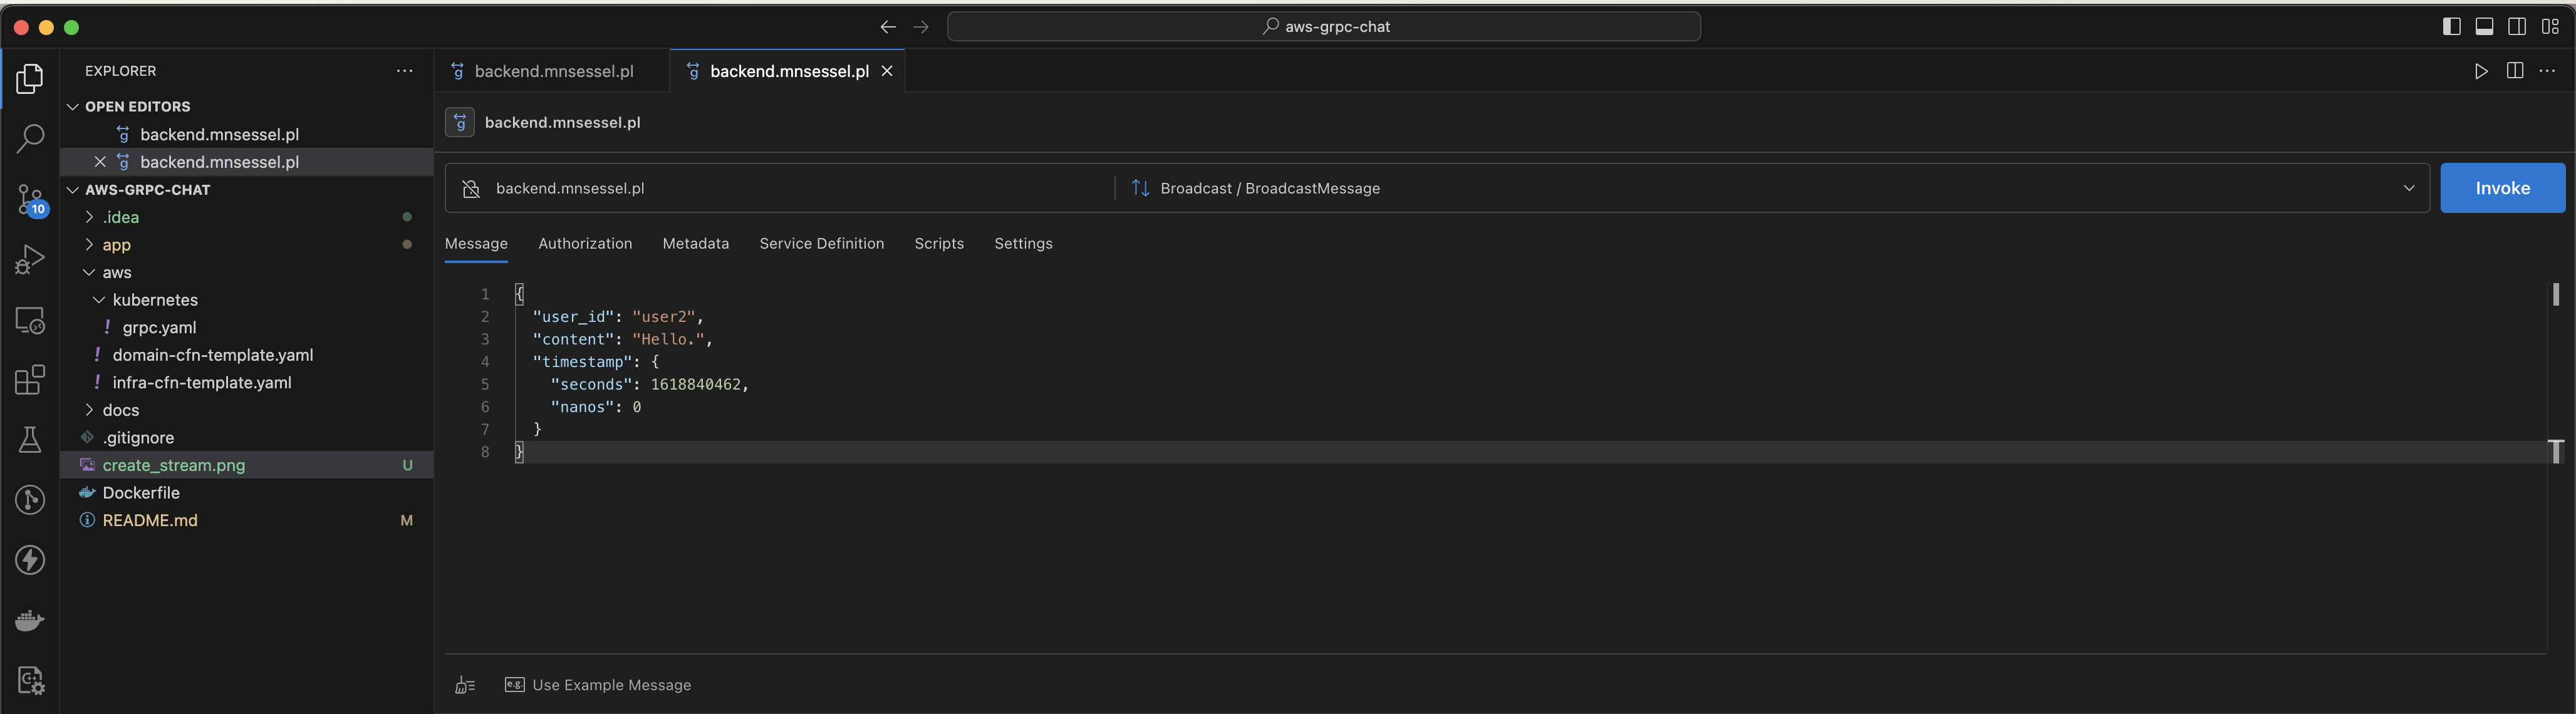 aws-grpc-chat
EXPLORER
OPEN EDITORS
backend.mnsessel.pl
backend.mnsessel.pl
AWS-GRPC-CHAT
.idea
app
aws
kubernetes
! grpc.yaml
! domain-cfn-template.yaml
! infra-cfn-template.yaml
docs
.gitignore
create_stream.png U
Dockerfile
README.md M
10
backend.mnsessel.pl
backend.mnsessel.pl
backend.mnsessel.pl
backend.mnsessel.pl
Broadcast / BroadcastMessage
Invoke
Message Authorization Metadata Service Definition Scripts Settings
1 {
2 "user_id": "user2",
3 "content": "Hello.",
4 "timestamp": {
5 "seconds": 1618840462,
6 "nanos": 0
7 }
8 }
e.g. Use Example Message